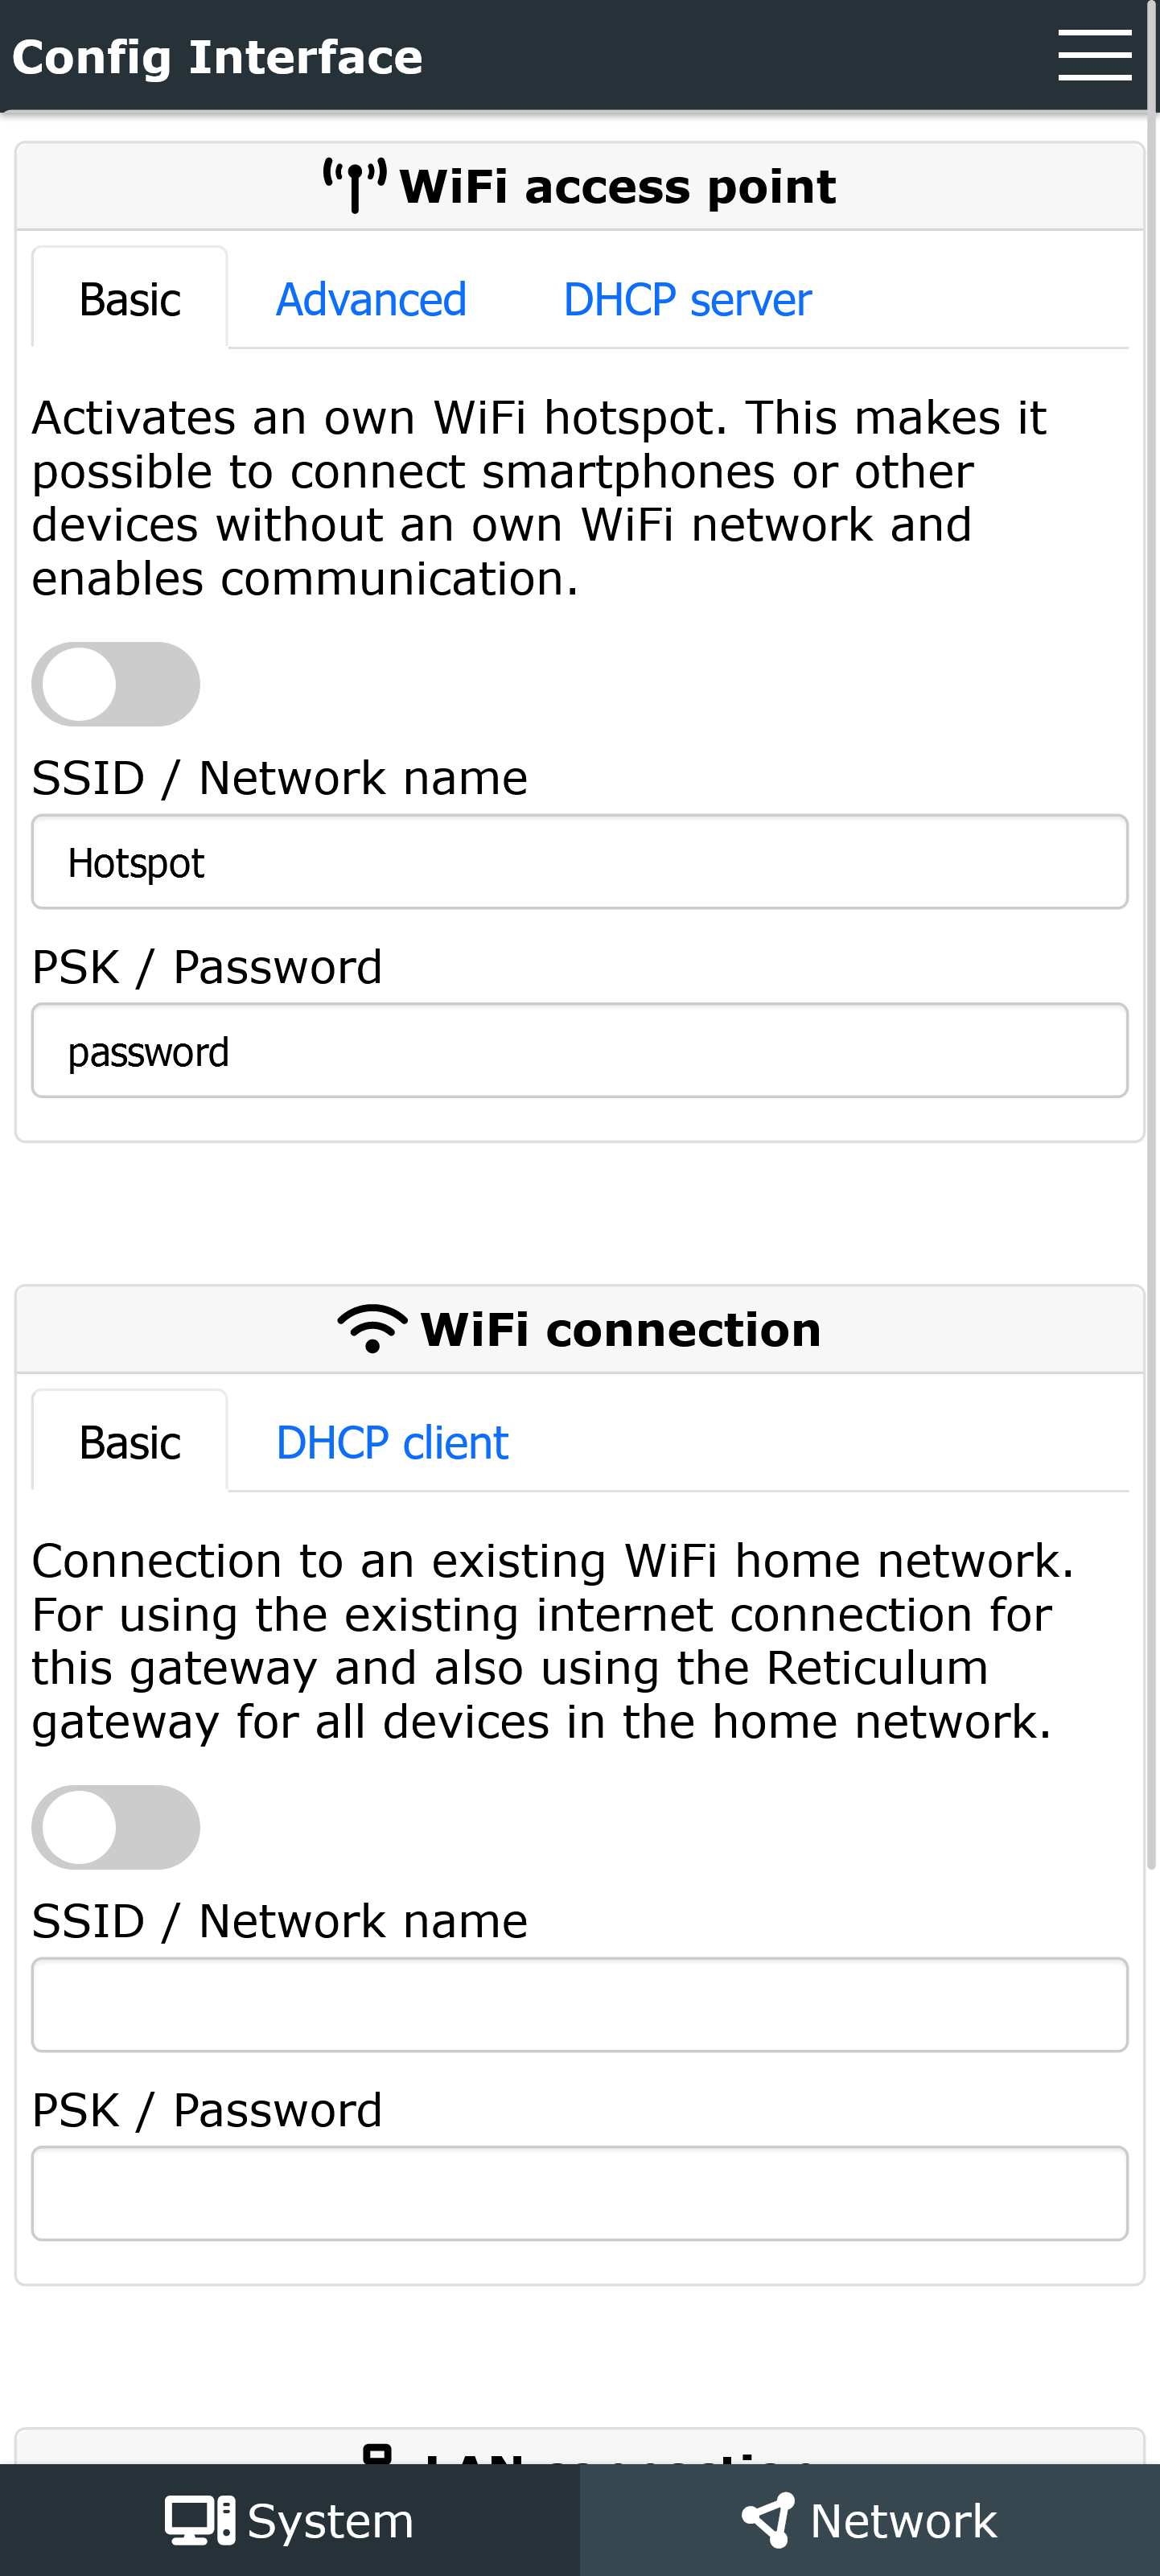 Config Interface
WiFi access point
Basic Advanced DHCP server
Activates an own WiFi hotspot. This makes it
possible to connect smartphones or other
devices without an own WiFi network and
enables communication.
SSID / Network name
Hotspot
PSK / Password
password
WiFi connection
Basic DHCP client
Connection to an existing WiFi home network.
For using the existing internet connection for
this gateway and also using the Reticulum
gateway for all devices in the home network.
SSID / Network name
PSK / Password
LAN connection
System Network